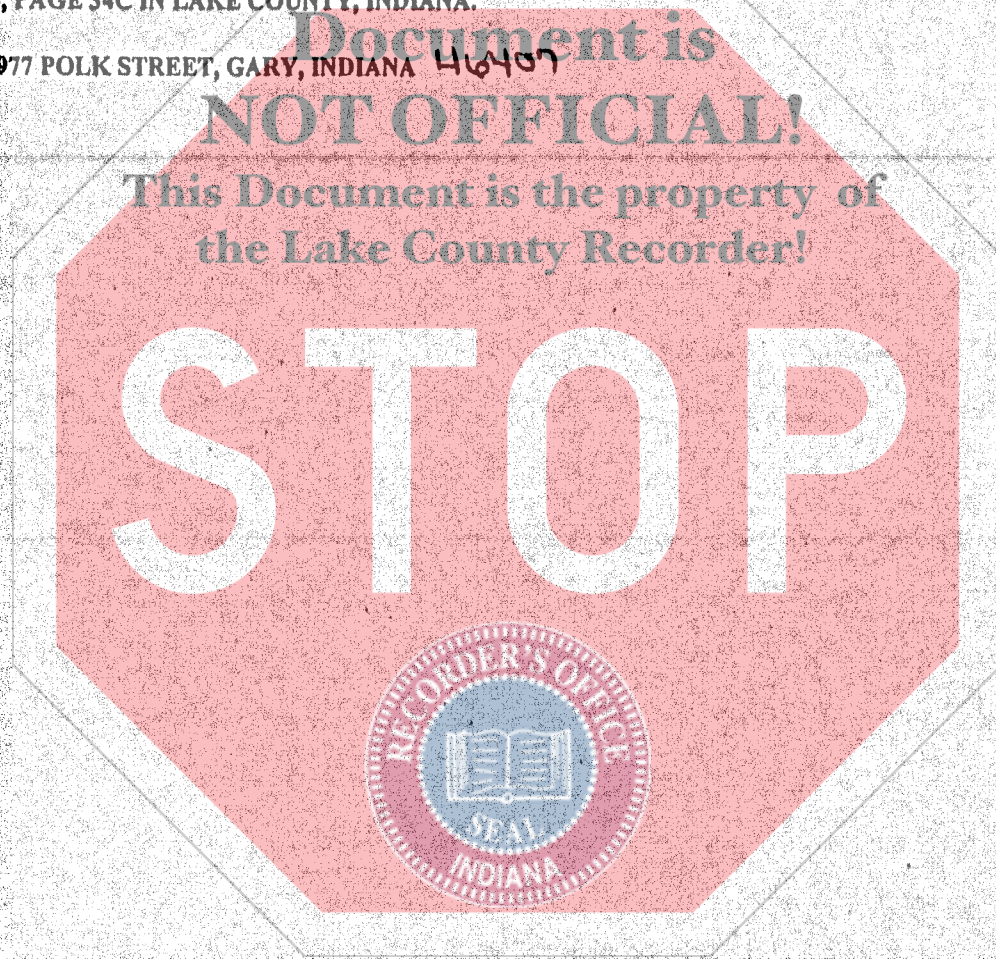 , PAGE 34C IN LAKE COUNTY, INDIANA.
Document is
977 POLK STREET, GARY, INDIANA 46407
NOT OFFICIAL!
This Document is the property of
the Lake County Recorder!
STOP
RECORDER'S OFFICE
SEAL
INDIANA